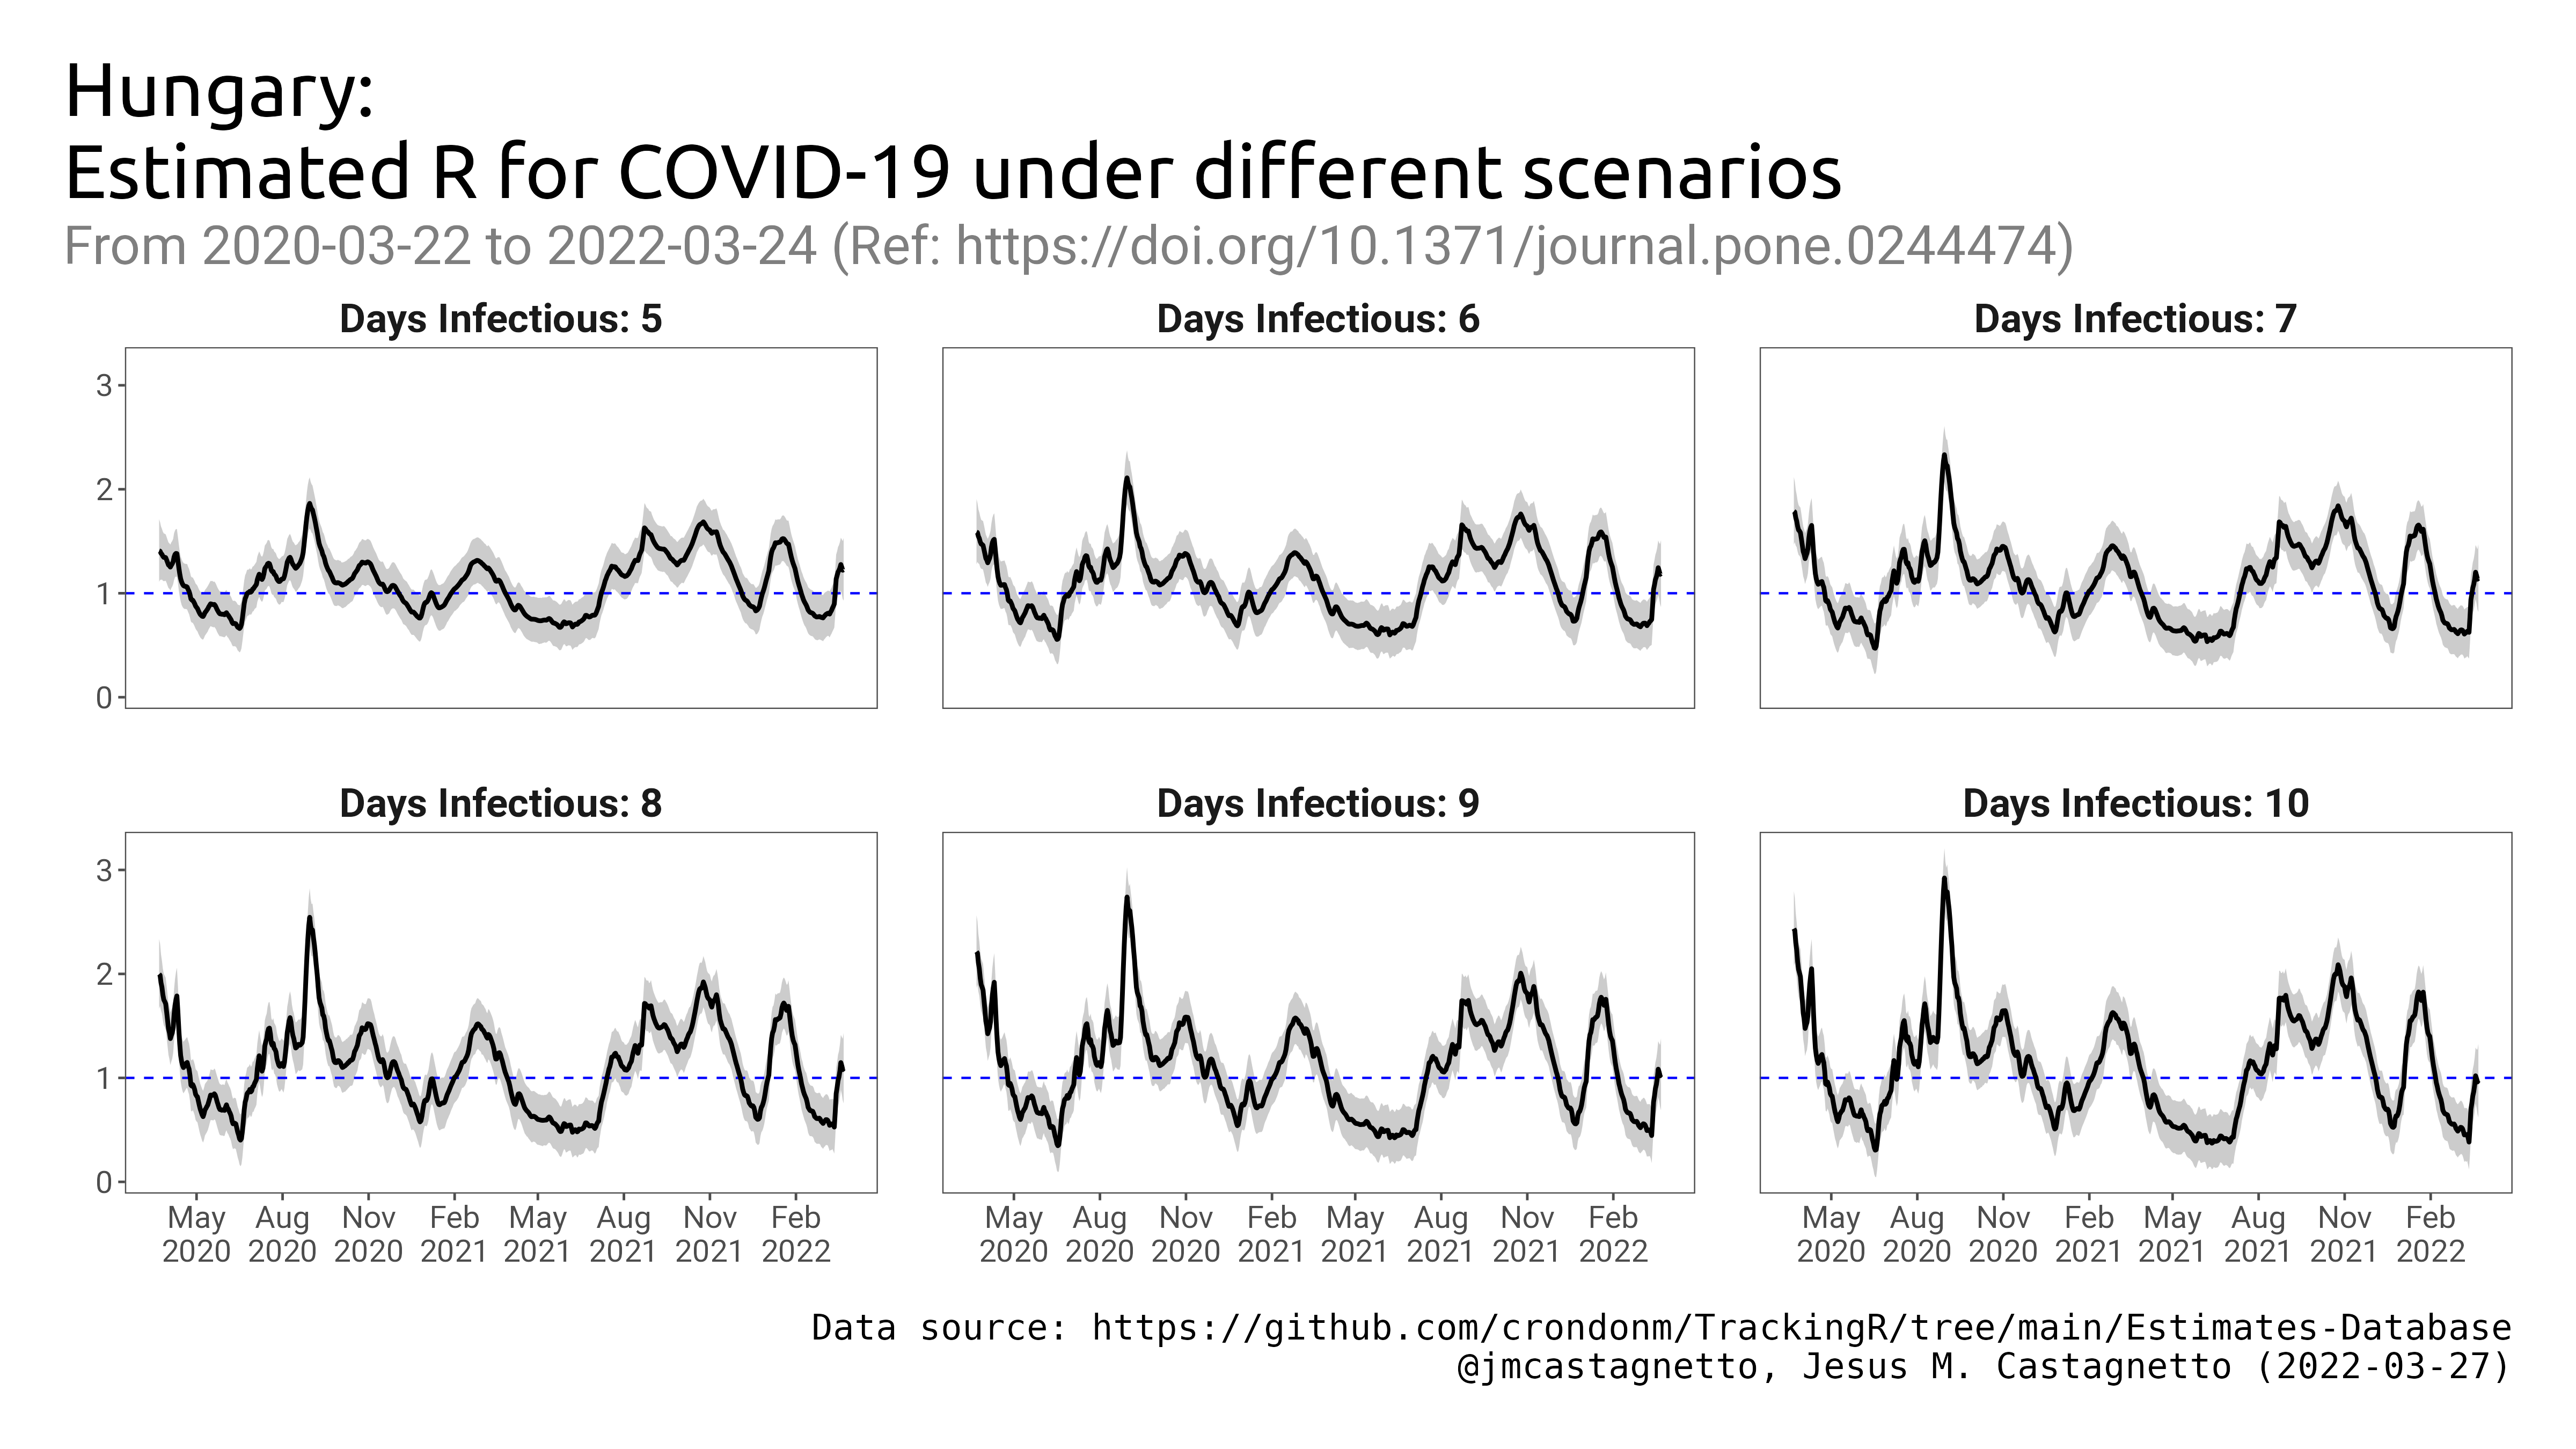 Hungary:
Estimated R for COVID-19 under different scenarios
From 2020-03-22 to 2022-03-24 (Ref: https://doi.org/10.1371/journal.pone.0244474)
Days Infectious: 5
Days Infectious: 6
Days Infectious: 7
3
2
1
0
Days Infectious: 8
Days Infectious: 9
Days Infectious: 10
3
2
1
0
May Aug Nov Feb May Aug Nov Feb
2020 2020 2020 2021 2021 2021 2021 2022
May Aug Nov Feb May Aug Nov Feb
2020 2020 2020 2021 2021 2021 2021 2022
May Aug Nov Feb May Aug Nov Feb
2020 2020 2020 2021 2021 2021 2021 2022
Data source: https://github.com/crondonm/TrackingR/tree/main/Estimates-Database
@jmcastagnetto, Jesus M. Castagnetto (2022-03-27)